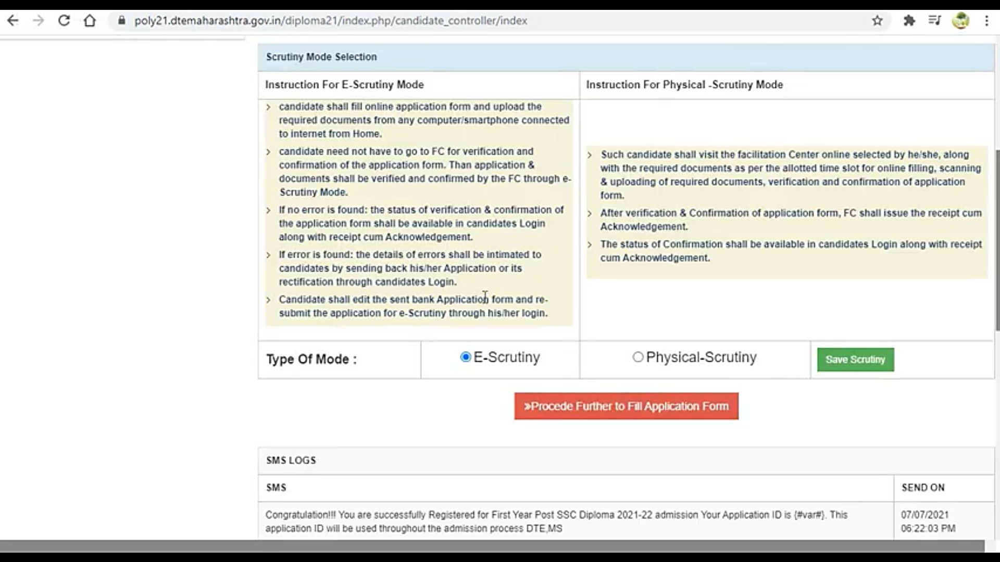 poly21.dtemaharashtra.gov.in/diploma21/index.php/candidate_controller/index
Scrutiny Mode Selection
Instruction For E-Scrutiny Mode
candidate shall fill online application form and upload the
required documents from any computer/smartphone connected
to internet from Home.
candidate need not have to go to FC for verification and
confirmation of the application form. Than application &
documents shall be verified and confirmed by the FC through e-
Scrutiny Mode.
If no error is found: the status of verification & confirmation of
the application form shall be available in candidates Login
along with receipt cum Acknowledgement.
If error is found: the details of errors shall be intimated to
candidates by sending back his/her Application or its
rectification through candidates Login.
Candidate shall edit the sent bank Application form and re-
submit the application for e-Scrutiny through his/her login.
Instruction For Physical -Scrutiny Mode
Such candidate shall visit the facilitation Center online selected by he/she, along
with the required documents as per the allotted time slot for online filling, scanning
& uploading of required documents, verification and confirmation of application
form.
After verification & Confirmation of application form, FC shall issue the receipt cum
Acknowledgement.
The status of Confirmation shall be available in candidates Login along with receipt
cum Acknowledgement.
Type Of Mode :
E-Scrutiny
Physical-Scrutiny
Save Scrutiny
»Procede Further to Fill Application Form
SMS LOGS
SMS
SEND ON
Congratulation!!! You are successfully Registered for First Year Post SSC Diploma 2021-22 admission Your Application ID is {#var#}. This
application ID will be used throughout the admission process DTE,MS
07/07/2021
06:22:03 PM